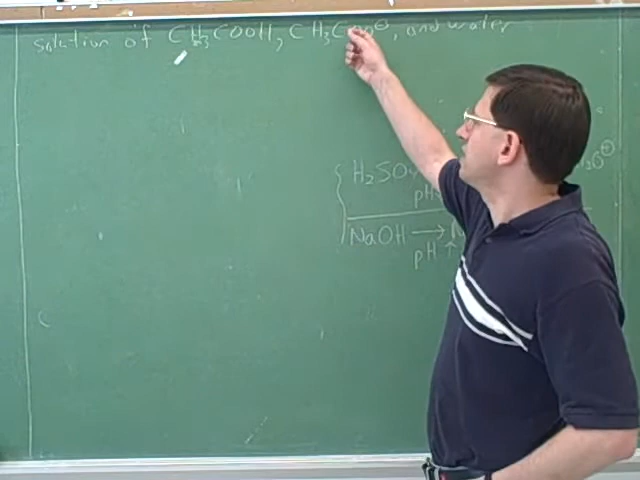 solution of CH₃COOH, CH₃COO⊖, and water
H₂SO₄
pH
NaOH →
pH ↑